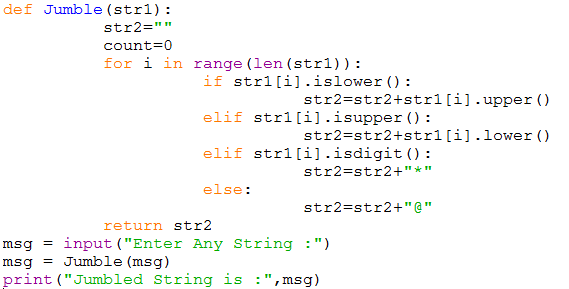 def Jumble(str1):
str2=""
count=0
for i in range(len(str1)):
if str1[i].islower():
str2=str2+str1[i].upper()
elif str1[i].isupper():
str2=str2+str1[i].lower()
elif str1[i].isdigit():
str2=str2+"*"
else:
str2=str2+"@"
return str2
msg = input("Enter Any String :")
msg = Jumble(msg)
print("Jumbled String is :",msg)